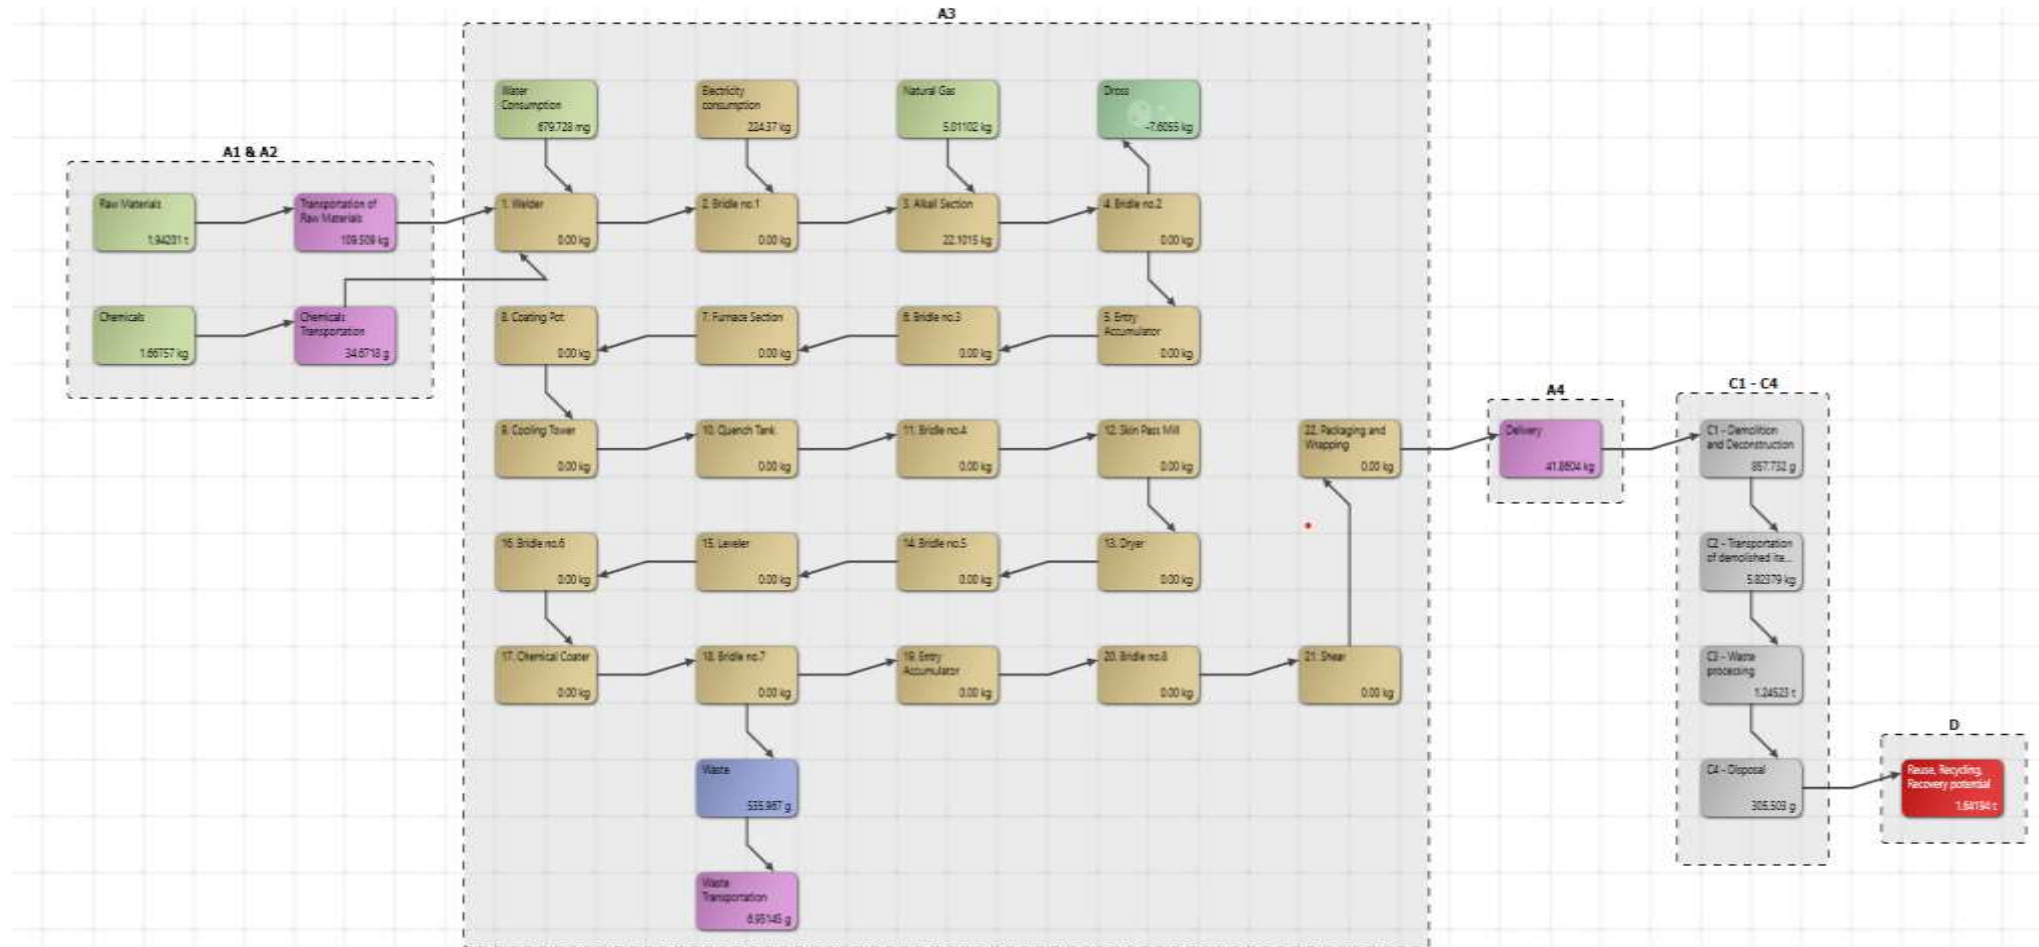 A3
Water
Consumption
679.728 mg
Electricity
consumption
224.37 kg
Natural Gas
5.01102 kg
Dross
-7.6055 kg
A1 & A2
Raw Materials
1.94201 t
Transportation of
Raw Materials
109.509 kg
1. Welder
0.00 kg
2. Bridle no.1
0.00 kg
3. Alkali Section
22.1015 kg
4. Bridle no.2
0.00 kg
Chemicals
1.66757 kg
Chemicals
Transportation
34.6718 g
8. Coating Pot
0.00 kg
7. Furnace Section
0.00 kg
6. Bridle no.3
0.00 kg
5. Entry
Accumulator
0.00 kg
9. Cooling Tower
0.00 kg
10. Quench Tank
0.00 kg
11. Bridle no.4
0.00 kg
12. Skin Pass Mill
0.00 kg
22. Packaging and
Wrapping
0.00 kg
A4
Delivery
41.8604 kg
C1 - C4
C1 - Demolition
and Deconstruction
857.732 g
16. Bridle no.6
0.00 kg
15. Leveler
0.00 kg
14. Bridle no.5
0.00 kg
13. Dryer
0.00 kg
C2 - Transportation
of demolished ite...
5.82379 kg
17. Chemical Coater
0.00 kg
18. Bridle no.7
0.00 kg
19. Entry
Accumulator
0.00 kg
20. Bridle no.8
0.00 kg
21. Shear
0.00 kg
C3 - Waste
processing
1.24523 t
Waste
535.967 g
C4 - Disposal
305.503 g
D
Reuse, Recycling,
Recovery potential
1.64194 t
Waste
Transportation
6.95145 g